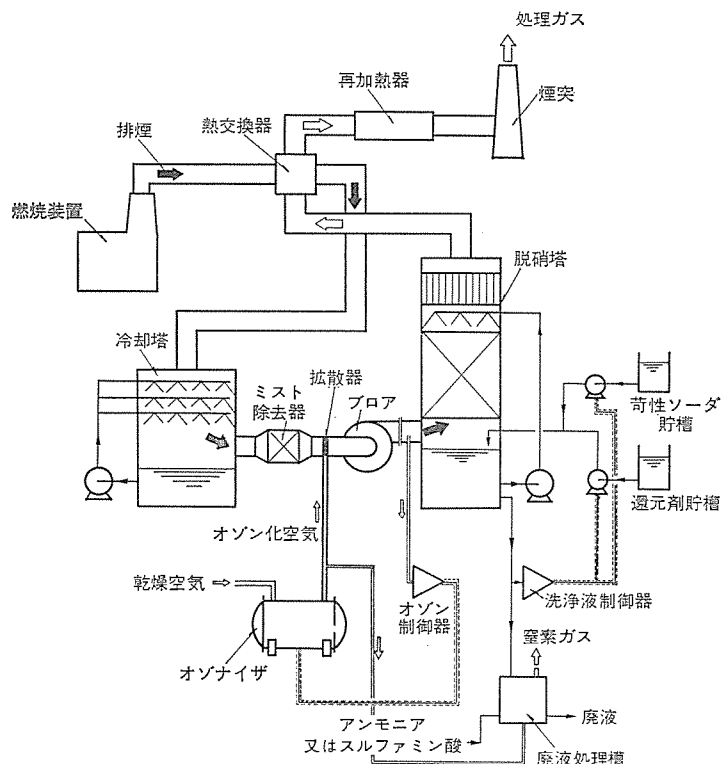 処理ガス
再加熱器
煙突
熱交換器
排煙
燃焼装置
脱硝塔
冷却塔
拡散器
ミスト
除去器
ブロア
苛性ソーダ
貯槽
還元剤貯槽
オゾン化空気
乾燥空気
オゾン
制御器
洗浄液制御器
窒素ガス
オゾナイザ
アンモニア
又はスルファミン酸
廃液
廃液処理槽